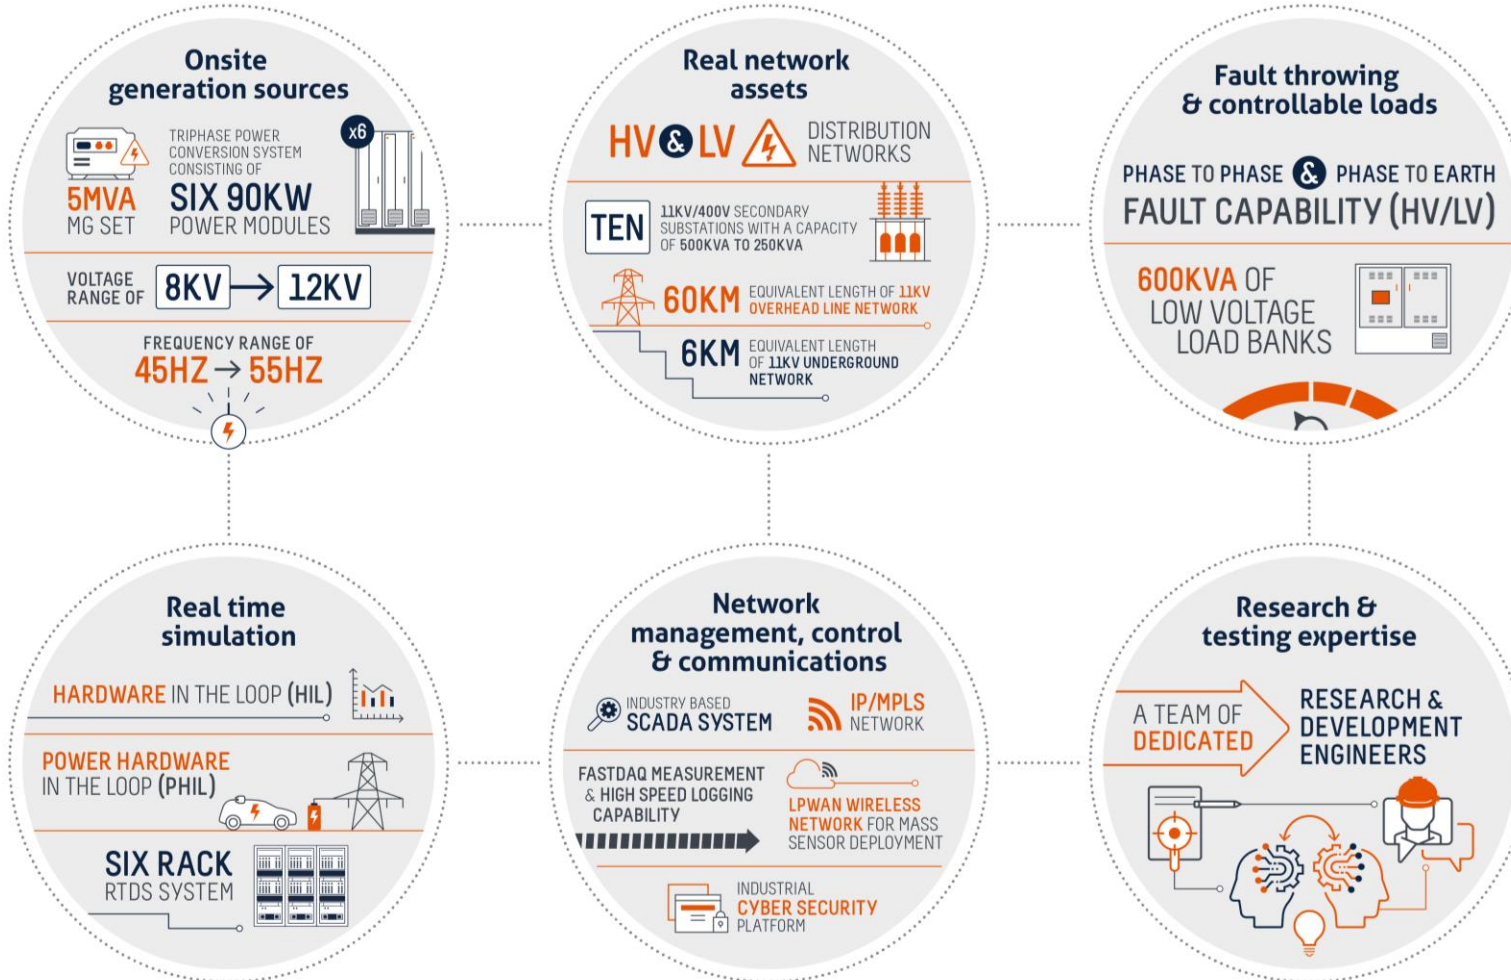 Onsite
generation sources
5MVA
MG SET
TRIPHASE POWER
CONVERSION SYSTEM
CONSISTING OF
SIX 90KW
POWER MODULES
x6
VOLTAGE
RANGE OF
8KV
12KV
FREQUENCY RANGE OF
45HZ → 55HZ
Real network
assets
HV & LV
DISTRIBUTION
NETWORKS
TEN
11KV/400V SECONDARY
SUBSTATIONS WITH A CAPACITY
OF 500KVA TO 250KVA
60KM
EQUIVALENT LENGTH OF 11KV
OVERHEAD LINE NETWORK
6KM
EQUIVALENT LENGTH
OF 11KV UNDERGROUND
NETWORK
Fault throwing
& controllable loads
PHASE TO PHASE & PHASE TO EARTH
FAULT CAPABILITY (HV/LV)
600KVA OF
LOW VOLTAGE
LOAD BANKS
Real time
simulation
HARDWARE IN THE LOOP (HIL)
POWER HARDWARE
IN THE LOOP (PHIL)
SIX RACK
RTDS SYSTEM
Network
management, control
& communications
INDUSTRY BASED
SCADA SYSTEM
IP/MPLS
NETWORK
FASTDAQ MEASUREMENT
& HIGH SPEED LOGGING
CAPABILITY
LPWAN WIRELESS
NETWORK FOR MASS
SENSOR DEPLOYMENT
INDUSTRIAL
CYBER SECURITY
PLATFORM
Research &
testing expertise
A TEAM OF
DEDICATED
RESEARCH &
DEVELOPMENT
ENGINEERS